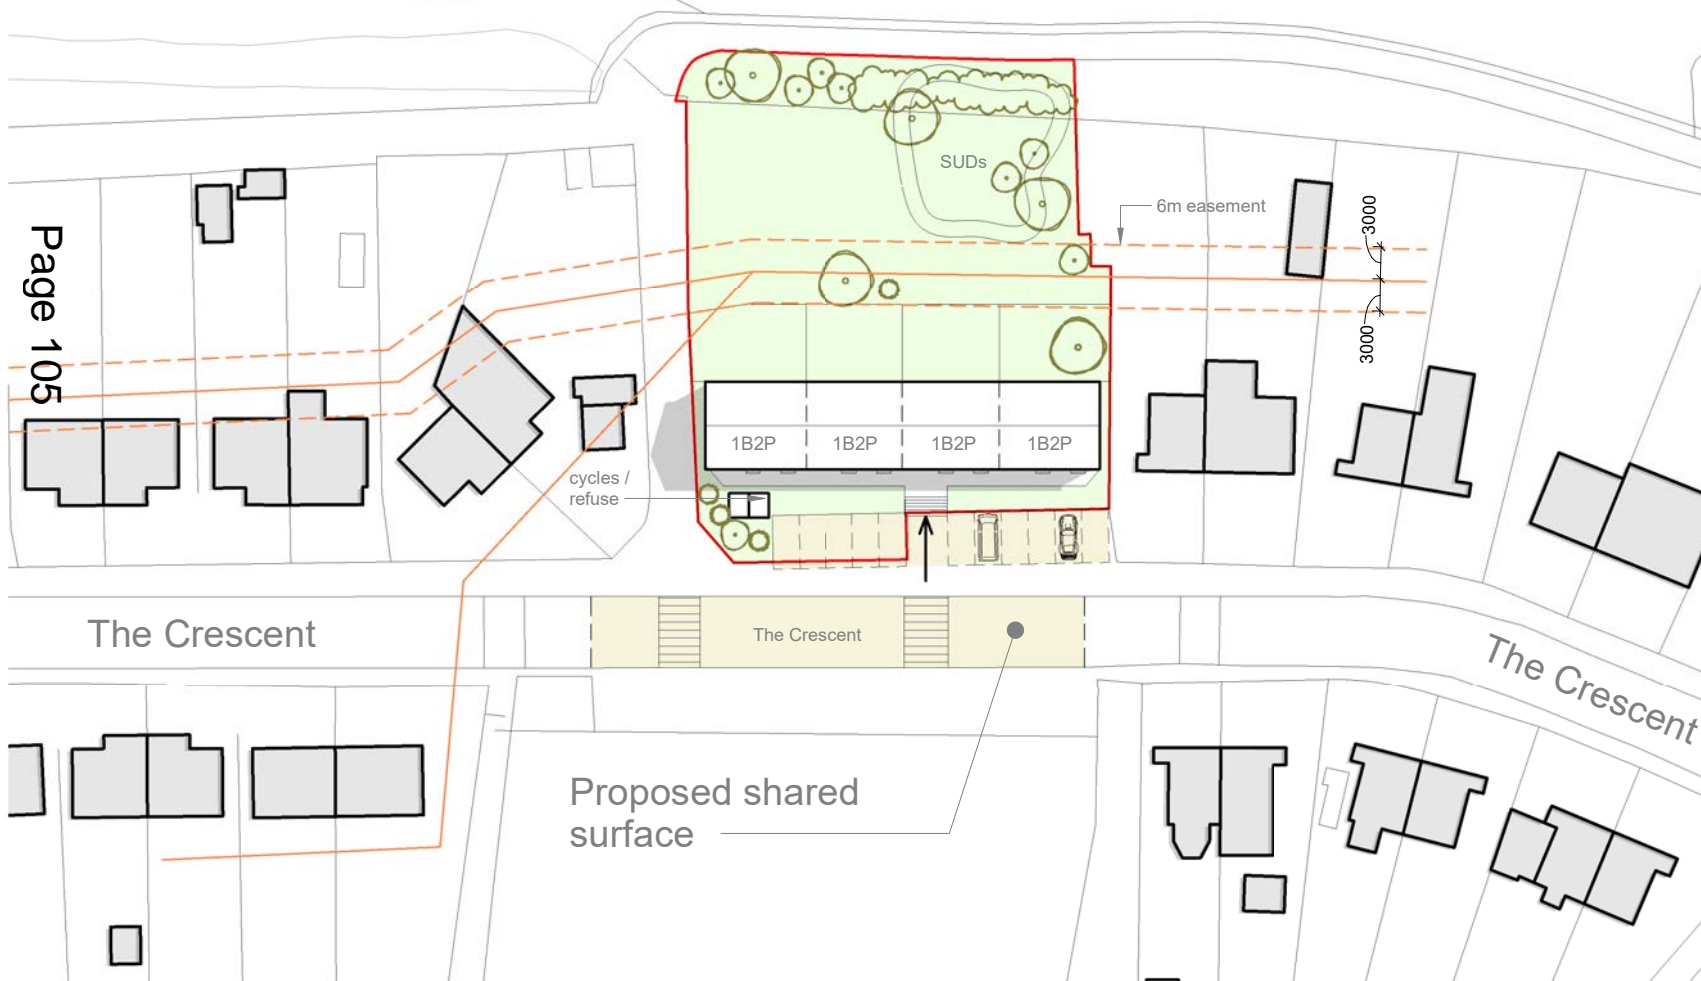 SUDs
6m easement
3000
3000
Page 105
1B2P
1B2P
1B2P
1B2P
cycles /
refuse
The Crescent
The Crescent
The Crescent
Proposed shared
surface